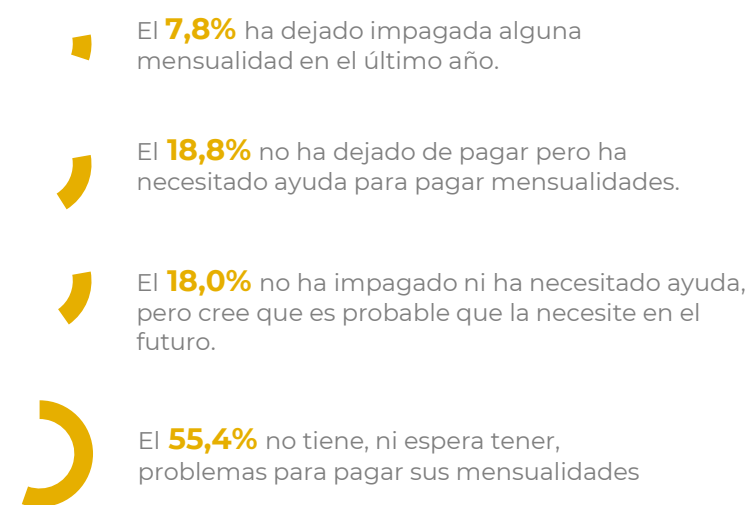 El 7,8% ha dejado impagada alguna
mensualidad en el último año.
El 18,8% no ha dejado de pagar pero ha
necesitado ayuda para pagar mensualidades.
El 18,0% no ha impagado ni ha necesitado ayuda,
pero cree que es probable que la necesite en el
futuro.
El 55,4% no tiene, ni espera tener,
problemas para pagar sus mensualidades